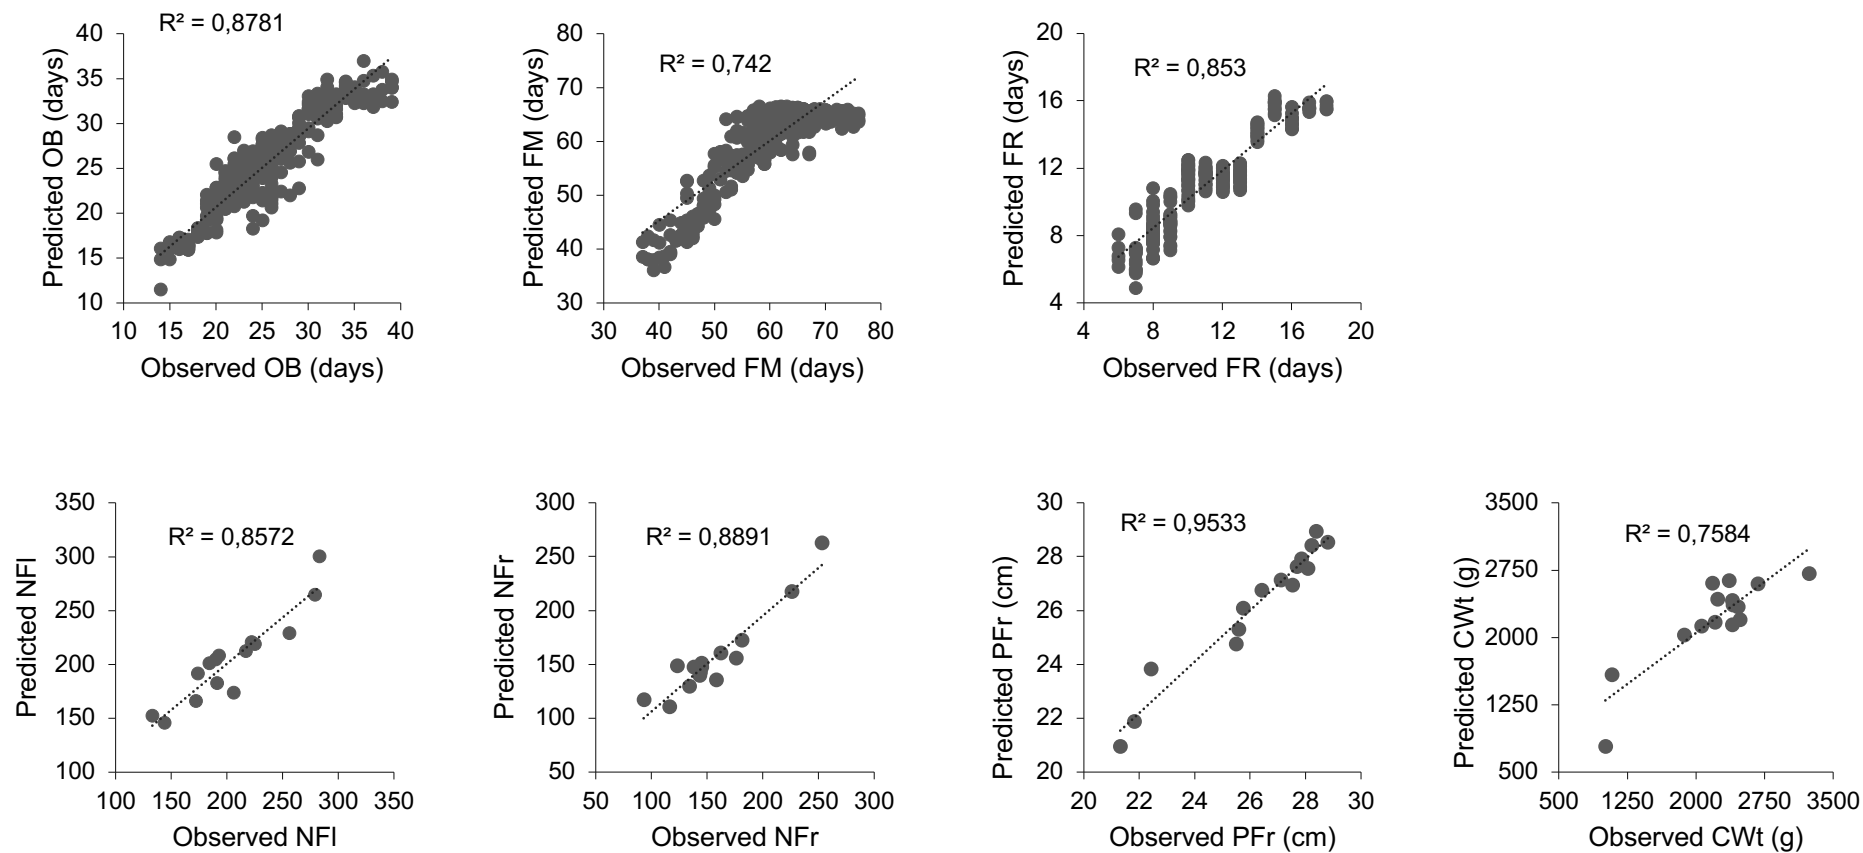 R² = 0,8781
Predicted OB (days)
40
35
30
25
20
15
10
10 15 20 25 30 35 40
Observed OB (days)
R² = 0,742
Predicted FM (days)
80
70
60
50
40
30
30 40 50 60 70 80
Observed FM (days)
R² = 0,853
Predicted FR (days)
20
16
12
8
4
4 8 12 16 20
Observed FR (days)
R² = 0,8572
Predicted NFl
350
300
250
200
150
100
100 150 200 250 300 350
Observed NFl
R² = 0,8891
Predicted NFr
300
250
200
150
100
50
50 100 150 200 250 300
Observed NFr
R² = 0,9533
Predicted PFr (cm)
30
28
26
24
22
20
20 22 24 26 28 30
Observed PFr (cm)
R² = 0,7584
Predicted CWt (g)
3500
2750
2000
1250
500
500 1250 2000 2750 3500
Observed CWt (g)